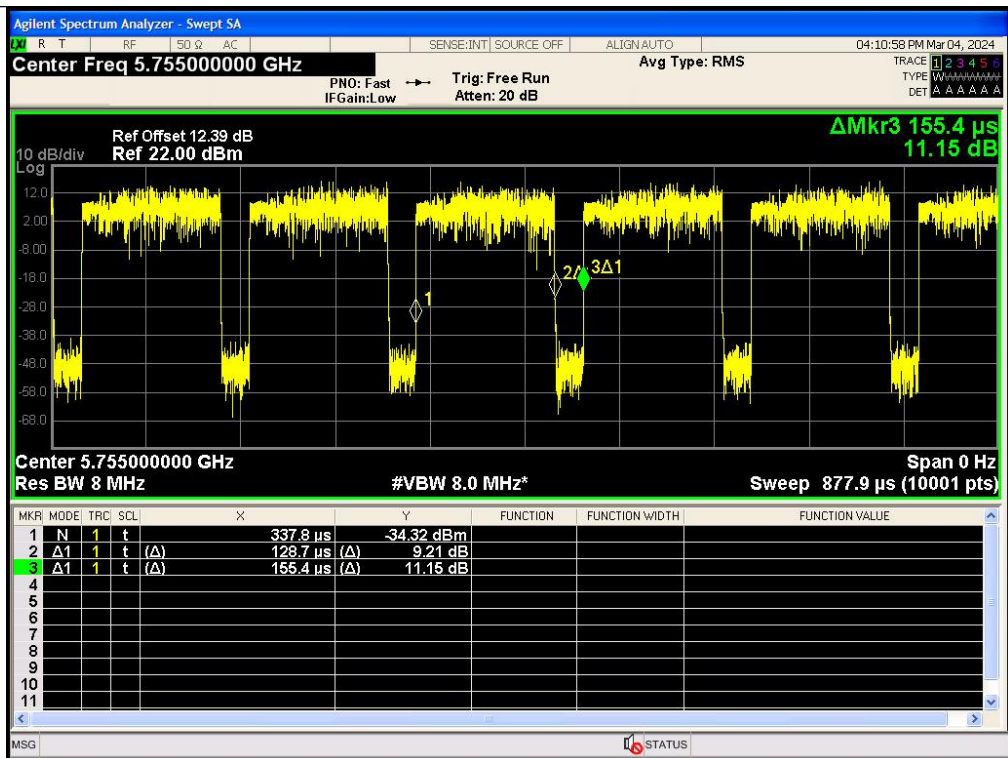 Agilent Spectrum Analyzer - Swept SA
LXI R T RF 50 Ω AC SENSE:INT SOURCE OFF ALIGN AUTO 04:10:58 PM Mar 04, 2024
Center Freq 5.755000000 GHz Avg Type: RMS TRACE 1 2 3 4 5 6
PNO: Fast Trig: Free Run TYPE WWWWWW
IFGain:Low Atten: 20 dB DET A A A A A A
ΔMkr3 155.4 µs
11.15 dB
Ref Offset 12.39 dB
10 dB/div Ref 22.00 dBm
Log
12.0
2.00
-8.00
-18.0
-28.0
-38.0
-48.0
-58.0
-68.0
1
2Δ
3Δ1
Center 5.755000000 GHz Span 0 Hz
Res BW 8 MHz #VBW 8.0 MHz* Sweep 877.9 µs (10001 pts)
MKR MODE TRC SCL X Y FUNCTION FUNCTION WIDTH FUNCTION VALUE
1 N 1 t 337.8 µs -34.32 dBm
2 Δ1 1 t (Δ) 128.7 µs (Δ) 9.21 dB
3 Δ1 1 t (Δ) 155.4 µs (Δ) 11.15 dB
4
5
6
7
8
9
10
11
MSG STATUS